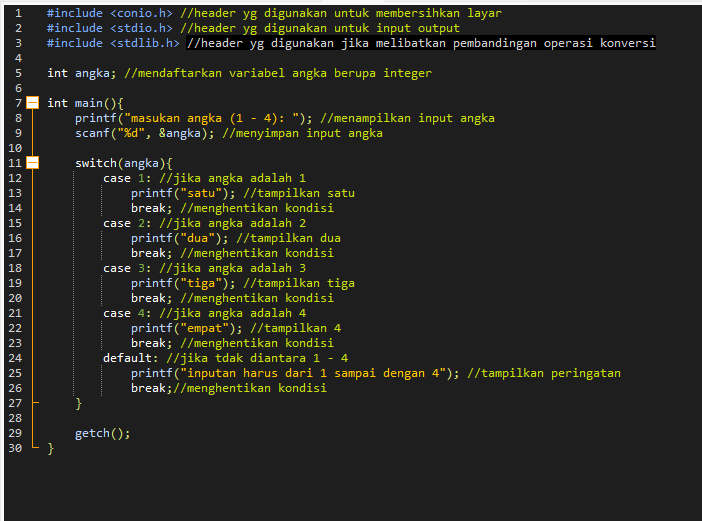 1 #include <conio.h> //header yg digunakan untuk membersihkan layar
2 #include <stdio.h> //header yg digunakan untuk input output
3 #include <stdlib.h> //header yg digunakan jika melibatkan pembandingan operasi konversi
4
5 int angka; //mendaftarkan variabel angka berupa integer
6
7 int main(){
8 printf("masukan angka (1 - 4): "); //menampilkan input angka
9 scanf("%d", &angka); //menyimpan input angka
10
11 switch(angka){
12 case 1: //jika angka adalah 1
13 printf("satu"); //tampilkan satu
14 break; //menghentikan kondisi
15 case 2: //jika angka adalah 2
16 printf("dua"); //tampilkan dua
17 break; //menghentikan kondisi
18 case 3: //jika angka adalah 3
19 printf("tiga"); //tampilkan tiga
20 break; //menghentikan kondisi
21 case 4: //jika angka adalah 4
22 printf("empat"); //tampilkan 4
23 break; //menghentikan kondisi
24 default: //jika tdak diantara 1 - 4
25 printf("inputan harus dari 1 sampai dengan 4"); //tampilkan peringatan
26 break;//menghentikan kondisi
27 }
28
29 getch();
30 }